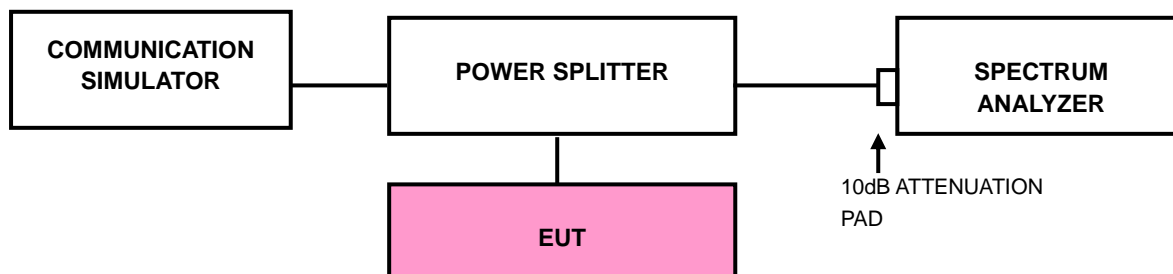 COMMUNICATION
SIMULATOR
POWER SPLITTER
SPECTRUM
ANALYZER
10dB ATTENUATION
PAD
EUT